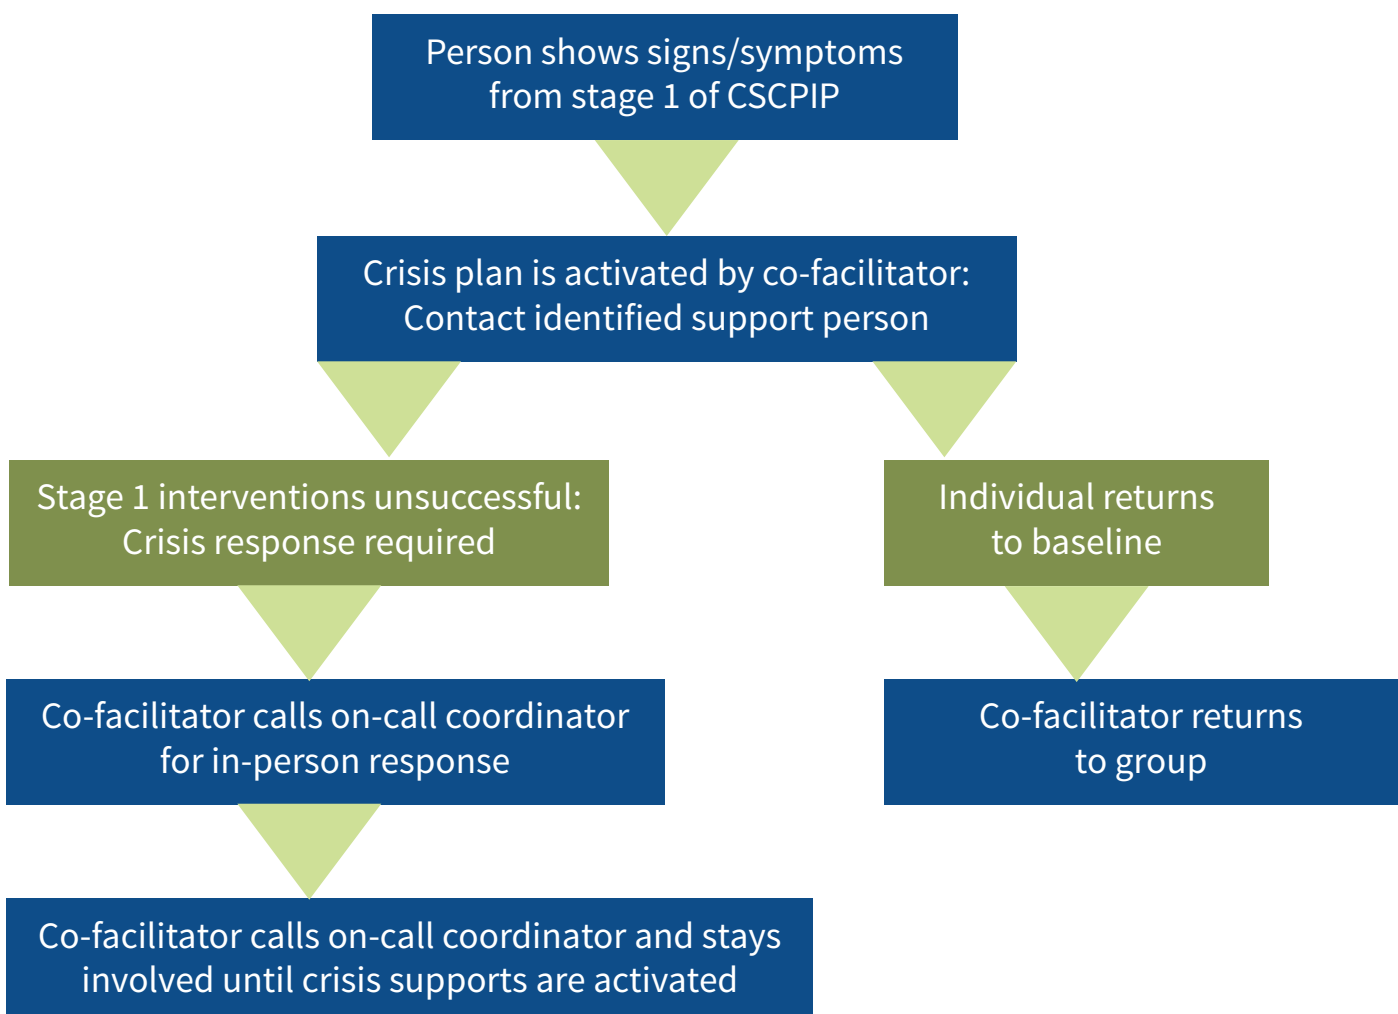 Person shows signs/symptoms
from stage 1 of CSCPIP
Crisis plan is activated by co-facilitator:
Contact identified support person
Stage 1 interventions unsuccessful:
Crisis response required
Individual returns
to baseline
Co-facilitator calls on-call coordinator
for in-person response
Co-facilitator returns
to group
Co-facilitator calls on-call coordinator and stays
involved until crisis supports are activated